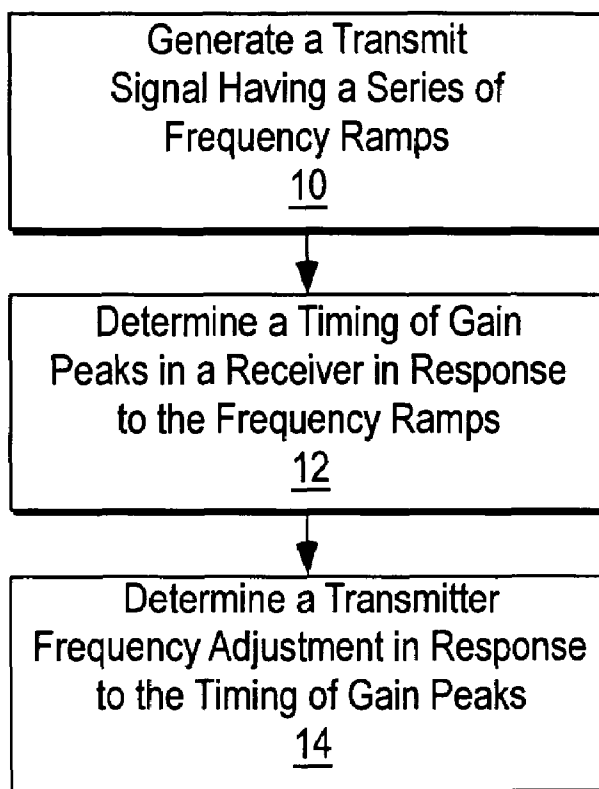 Generate a Transmit
Signal Having a Series of
Frequency Ramps
10
Determine a Timing of Gain
Peaks in a Receiver in Response
to the Frequency Ramps
12
Determine a Transmitter
Frequency Adjustment in Response
to the Timing of Gain Peaks
14